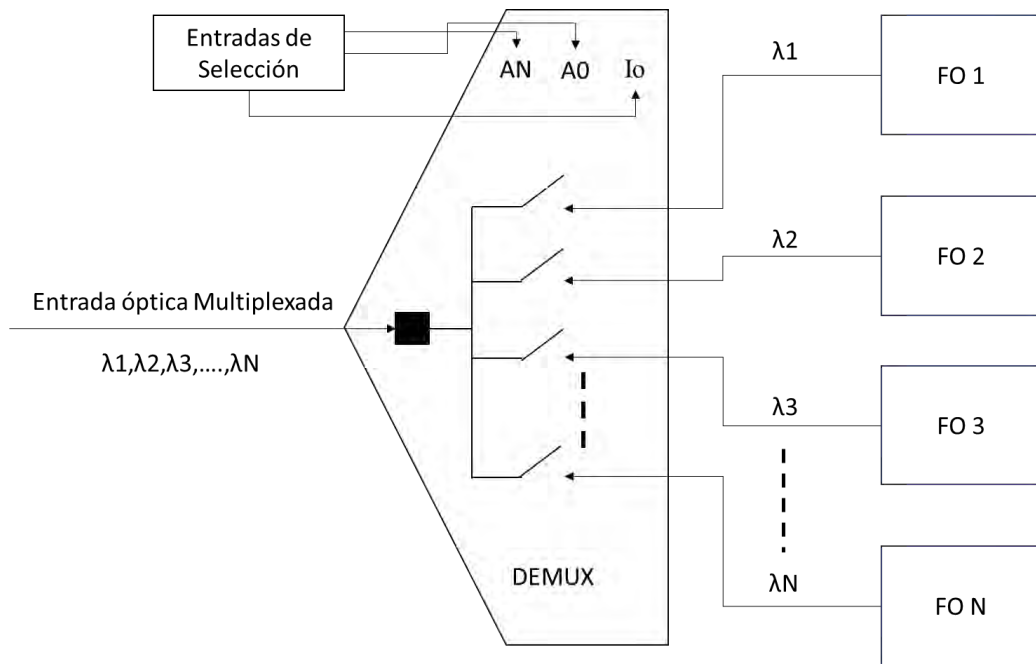 Entradas de
Selección
AN A0 Io
λ1
FO 1
λ2
FO 2
Entrada óptica Multiplexada
λ1,λ2,λ3,....,λN
λ3
FO 3
DEMUX
λN
FO N